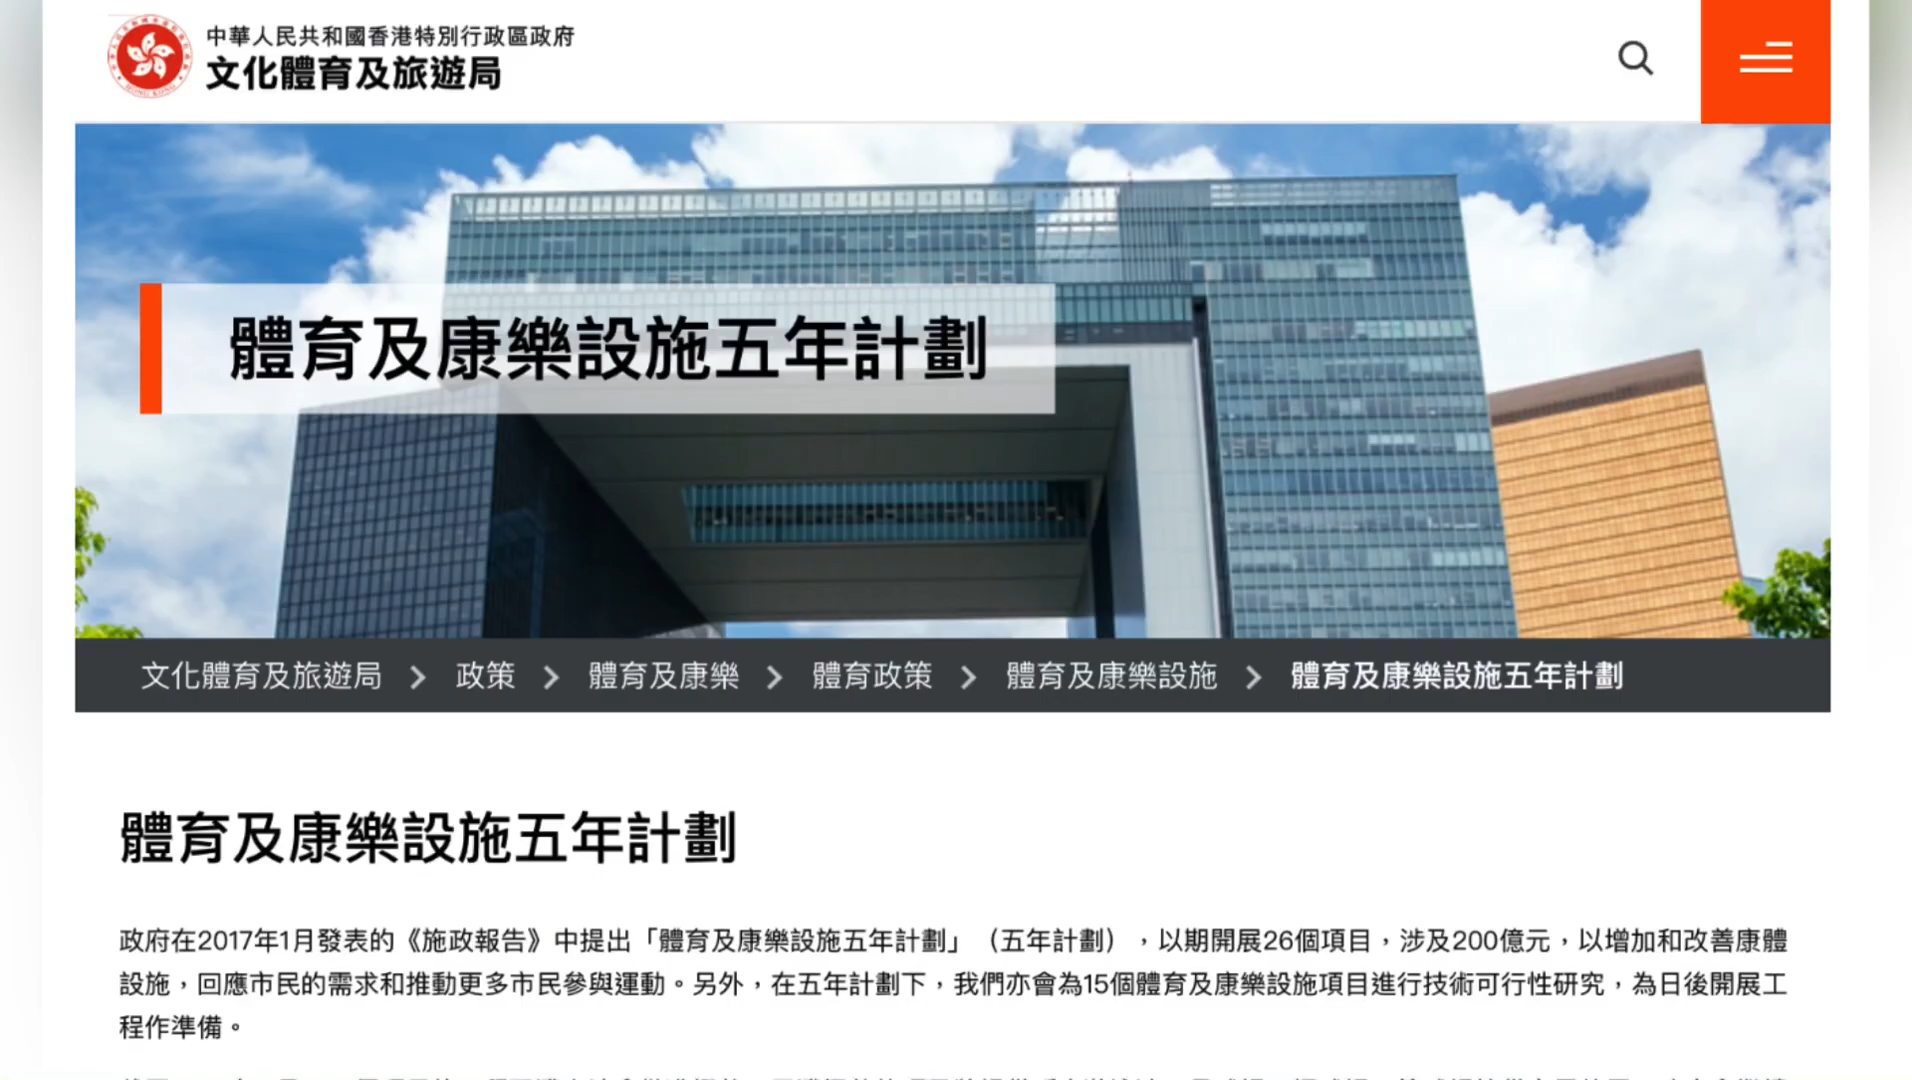 中華人民共和國香港特別行政區政府
文化體育及旅遊局
體育及康樂設施五年計劃
文化體育及旅遊局 > 政策 > 體育及康樂 > 體育政策 > 體育及康樂設施 > 體育及康樂設施五年計劃
體育及康樂設施五年計劃
政府在2017年1月發表的《施政報告》中提出「體育及康樂設施五年計劃」（五年計劃），以期開展26個項目，涉及200億元，以增加和改善康體
設施，回應市民的需求和推動更多市民參與運動。另外，在五年計劃下，我們亦會為15個體育及康樂設施項目進行技術可行性研究，為日後開展工
程作準備。